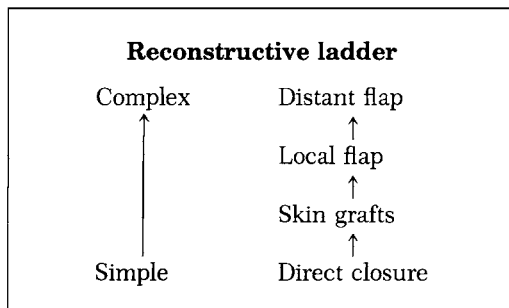 Reconstructive ladder
Complex Distant flap
Local flap
Skin grafts
Simple Direct closure